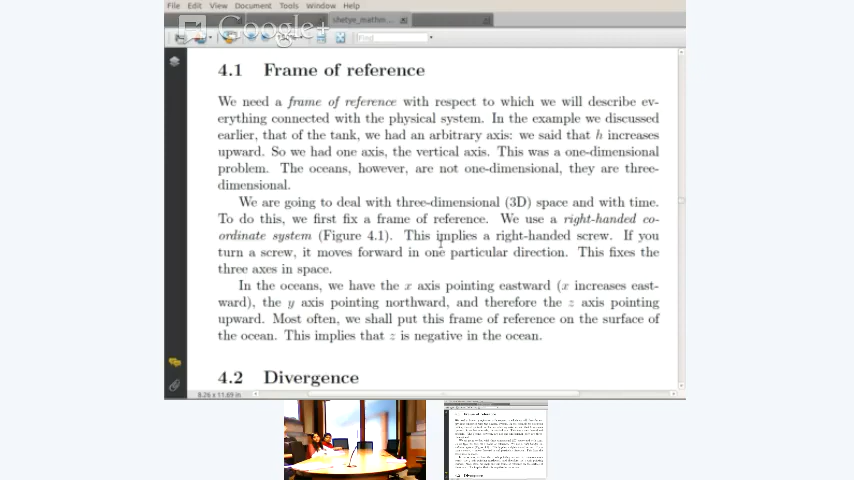 File Edit View Document Tools Window Help
shetye_mathm...
Google+
Find
4.1 Frame of reference
We need a frame of reference with respect to which we will describe ev-
erything connected with the physical system. In the example we discussed
earlier, that of the tank, we had an arbitrary axis: we said that h increases
upward. So we had one axis, the vertical axis. This was a one-dimensional
problem. The oceans, however, are not one-dimensional, they are three-
dimensional.
We are going to deal with three-dimensional (3D) space and with time.
To do this, we first fix a frame of reference. We use a right-handed co-
ordinate system (Figure 4.1). This implies a right-handed screw. If you
turn a screw, it moves forward in one particular direction. This fixes the
three axes in space.
In the oceans, we have the x axis pointing eastward (x increases east-
ward), the y axis pointing northward, and therefore the z axis pointing
upward. Most often, we shall put this frame of reference on the surface of
the ocean. This implies that z is negative in the ocean.
4.2 Divergence
8.26 x 11.69 in